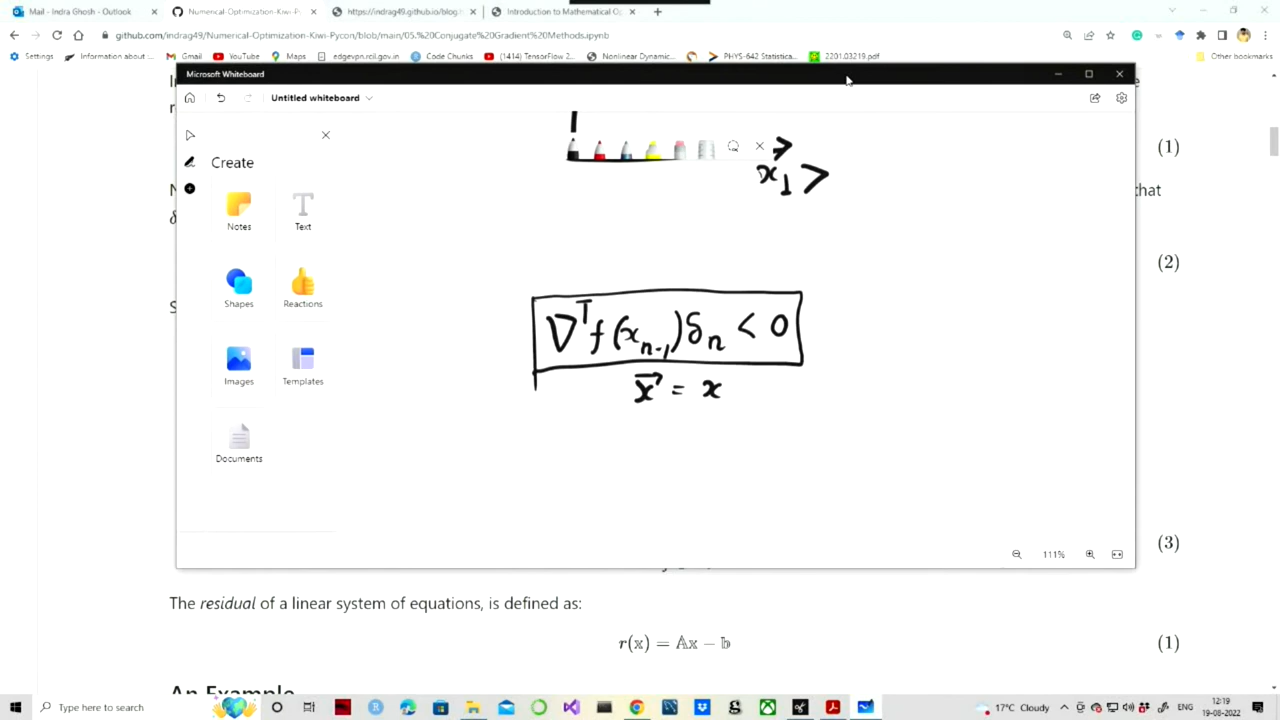 Mail - Indra Ghosh - Outlook
Numerical-Optimization-Kiwi-P
https://indrag49.github.io/blog.
Introduction to Mathematical O
github.com/indrag49/Numerical-Optimization-Kiwi-Pycon/blob/main/05.%20Conjugate%20Gradient%20Methods.ipynb
Settings
Information about ...
Gmail
YouTube
Maps
edgevpn.rcil.gov.in
Code Chunks
(1414) TensorFlow 2...
Nonlinear Dynamic...
PHYS-642 Statistica...
2201.03219.pdf
Other bookmarks
Microsoft Whiteboard
Untitled whiteboard
(1)
Create
x₁ >
that
Notes
Text
(2)
Shapes
Reactions
∇ᵀf(xₙ₋₁)δₙ < 0
Images
Templates
x⃗ = x
Documents
111%
(3)
The residual of a linear system of equations, is defined as:
r(𝕩) = 𝔸𝕩 − 𝕓
(1)
An Example
Type here to search
17°C Cloudy
ENG
12:19
19-08-2022